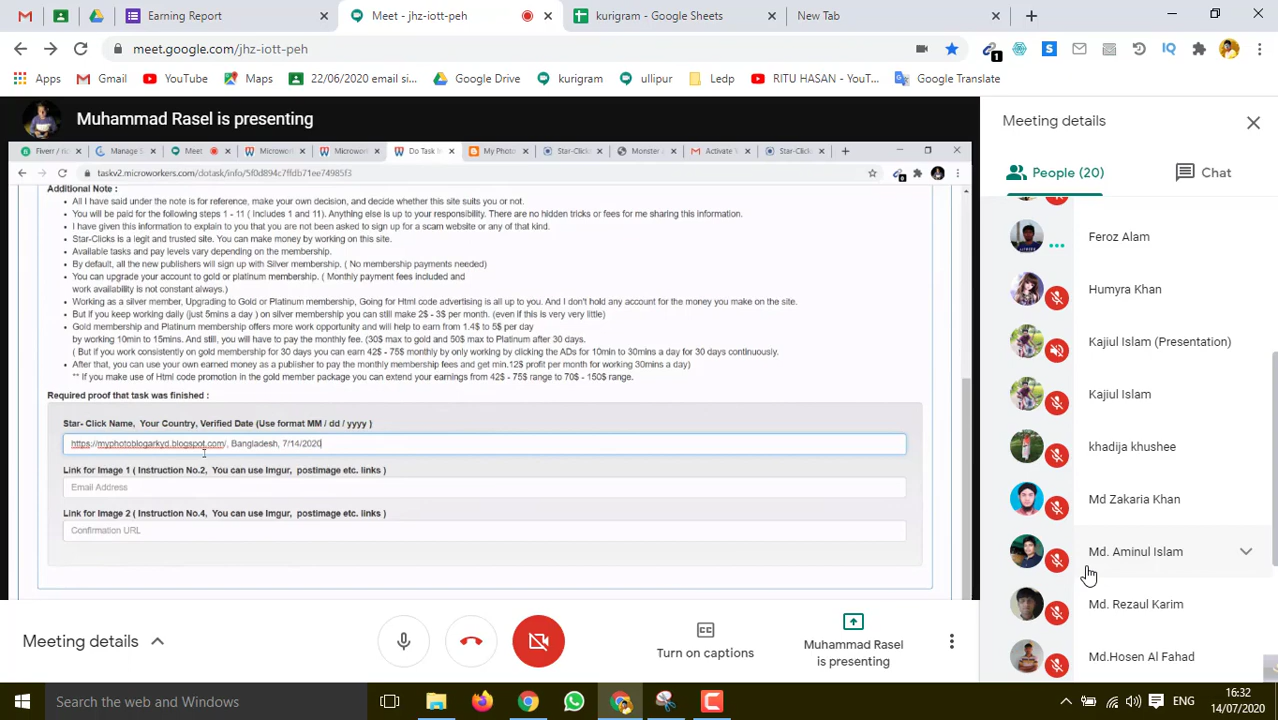 Earning Report
Meet - jhz-iott-peh
kurigram - Google Sheets
New Tab
meet.google.com/jhz-iott-peh
1
Apps
Gmail
YouTube
Maps
22/06/2020 email si...
Google Drive
kurigram
ullipur
Ledp
RITU HASAN - YouT...
Google Translate
Muhammad Rasel is presenting
Fiverr / ri
Manage S
Meet
Microwor
Microwor
Do Task In
My Photo
Star-Click
Monster A
Activate V
Star-Click
taskv2.microworkers.com/dotask/info/5f0d894c7ffdb71ee74985f3
Additional Note :
All I have said under the note is for reference, make your own decision, and decide whether this site suits you or not.
You will be paid for the following steps 1 - 11 ( Includes 1 and 11). Anything else is up to your responsibility. There are no hidden tricks or fees for me sharing this information.
I have given this information to explain to you that you are not been asked to sign up for a scam website or any of that kind.
Star-Clicks is a legit and trusted site. You can make money by working on this site.
Available tasks and pay levels vary depending on the membership.
By default, all the new publishers will sign up with Silver membership. ( No membership payments needed)
You can upgrade your account to gold or platinum membership. ( Monthly payment fees included and
work availability is not constant always.)
Working as a silver member, Upgrading to Gold or Platinum membership, Going for Html code advertising is all up to you. And I don't hold any account for the money you make on the site.
But if you keep working daily (just 5mins a day ) on silver membership you can still make 2$ - 3$ per month. (even if this is very very little)
Gold membership and Platinum membership offers more work opportunity and will help to earn from 1.4$ to 5$ per day
by working 10min to 15mins. And still, you will have to pay the monthly fee. (30$ max to gold and 50$ max to Platinum after 30 days.
( But if you work consistently on gold membership for 30 days you can earn 42$ - 75$ monthly by only working by clicking the ADs for 10min to 30mins a day for 30 days continuously.
After that, you can use your own earned money as a publisher to pay the monthly membership fees and get min.12$ profit per month for working 30mins a day)
** If you make use of Html code promotion in the gold member package you can extend your earnings from 42$ - 75$ range to 70$ - 150$ range.
Required proof that task was finished :
Star- Click Name, Your Country, Verified Date (Use format MM / dd / yyyy )
https://myphotoblogarkyd.blogspot.com/, Bangladesh, 7/14/2020
Link for Image 1 ( Instruction No.2, You can use Imgur, postimage etc. links )
Email Address
Link for Image 2 ( Instruction No.4, You can use Imgur, postimage etc. links )
Confirmation URL
Meeting details
People (20)
Chat
Feroz Alam
Humyra Khan
Kajiul Islam (Presentation)
Kajiul Islam
khadija khushee
Md Zakaria Khan
Md. Aminul Islam
Md. Rezaul Karim
Md.Hosen Al Fahad
Meeting details
Turn on captions
Muhammad Rasel
is presenting
Search the web and Windows
ENG
16:32
14/07/2020